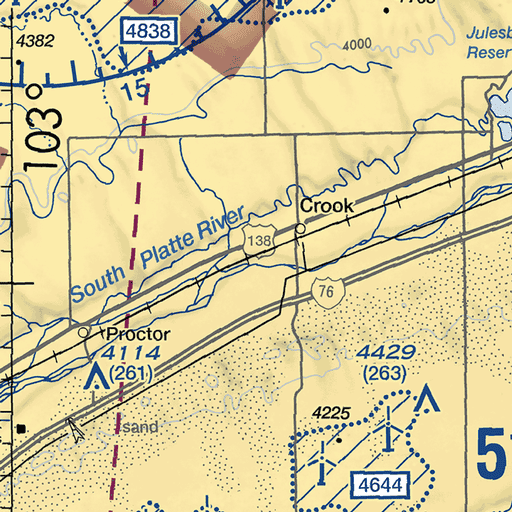 4382
4838
15
4000
Julesb
Reser
103°
Crook
South Platte River
138
76
Proctor
4114
(261)
4429
(263)
sand
4225
4644
5